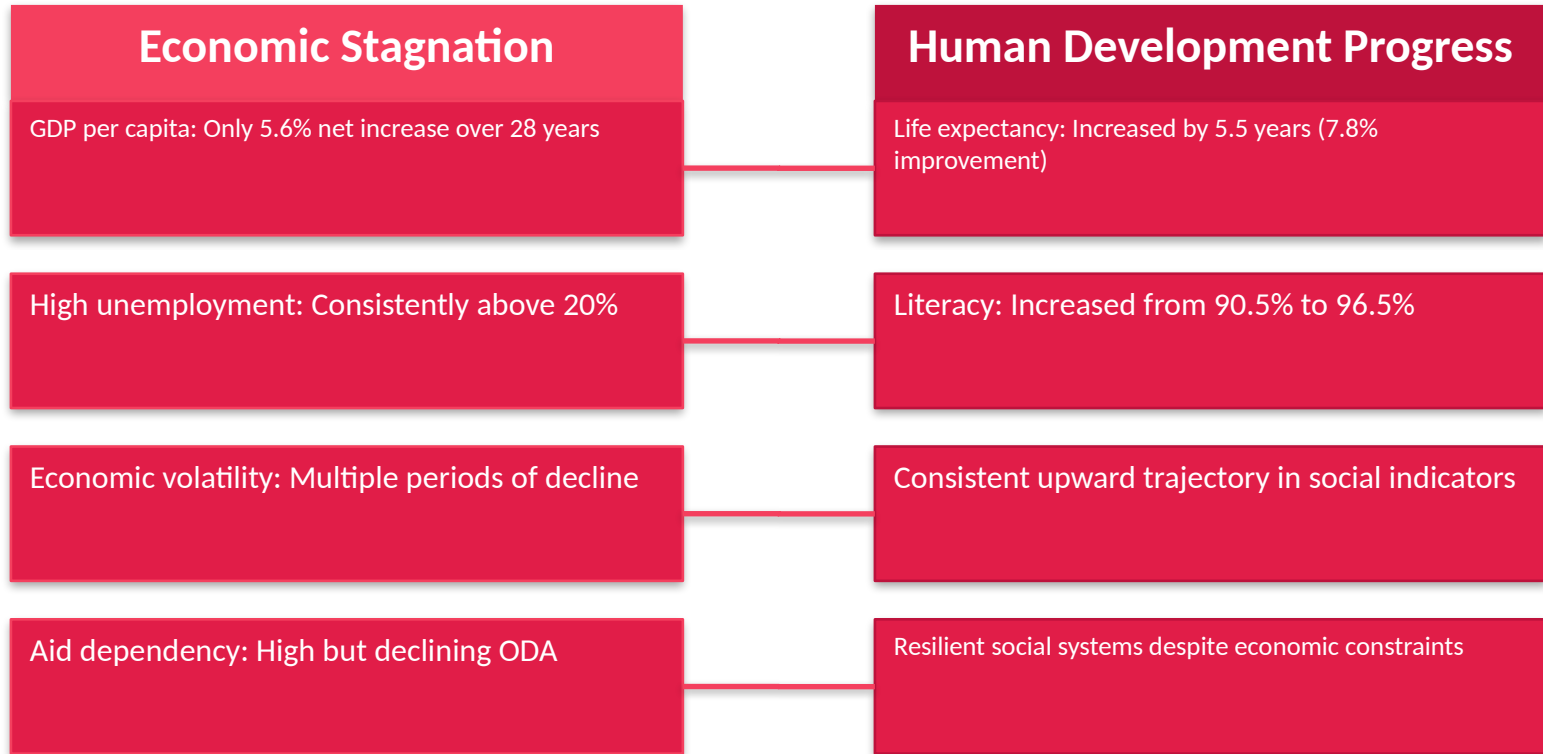 Economic Stagnation
Human Development Progress
GDP per capita: Only 5.6% net increase over 28 years
Life expectancy: Increased by 5.5 years (7.8%
improvement)
High unemployment: Consistently above 20%
Literacy: Increased from 90.5% to 96.5%
Economic volatility: Multiple periods of decline
Consistent upward trajectory in social indicators
Aid dependency: High but declining ODA
Resilient social systems despite economic constraints